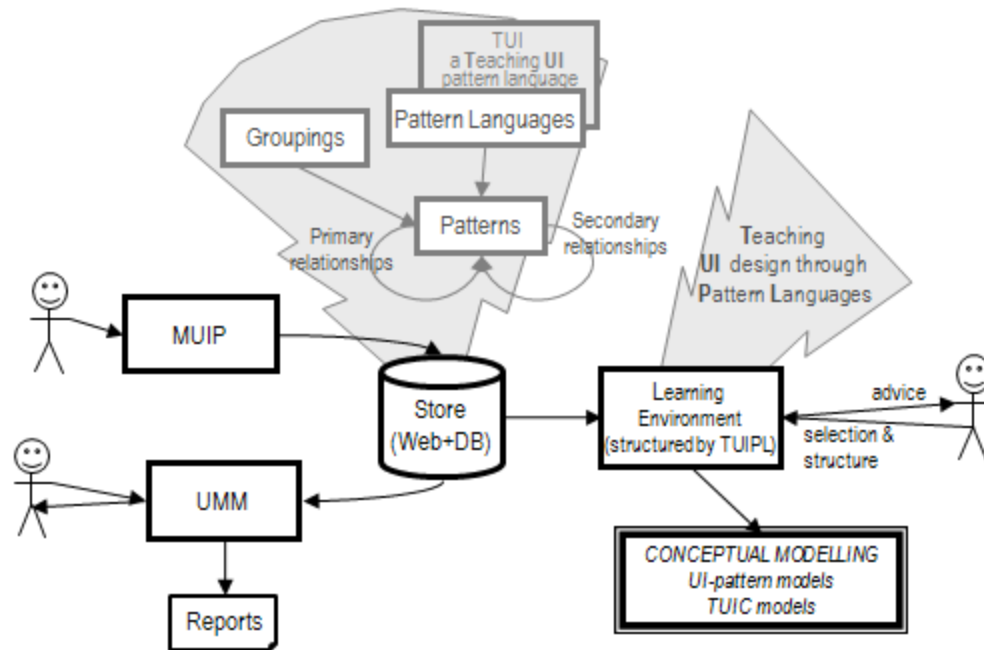 TUI
a Teaching UI
pattern language
Pattern Languages
Groupings
Patterns
Primary
relationships
Secondary
relationships
Teaching
UI design through
Pattern Languages
MUIP
Store
(Web+DB)
Learning
Environment
(structured by TUIPL)
advice
selection &
structure
UMM
Reports
CONCEPTUAL MODELLING
UI-pattern models
TUIC models